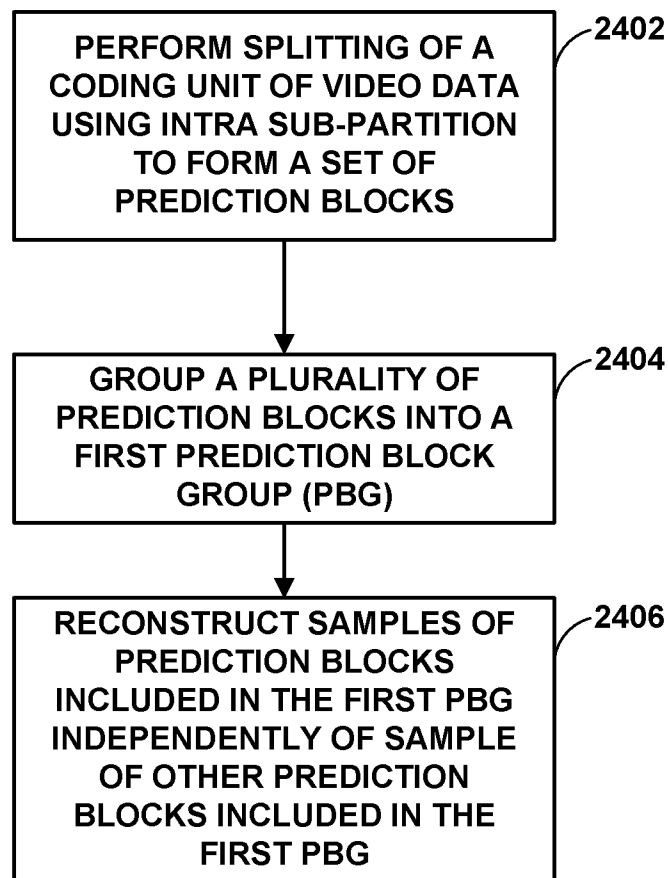 2402
PERFORM SPLITTING OF A
CODING UNIT OF VIDEO DATA
USING INTRA SUB-PARTITION
TO FORM A SET OF
PREDICTION BLOCKS
2404
GROUP A PLURALITY OF
PREDICTION BLOCKS INTO A
FIRST PREDICTION BLOCK
GROUP (PBG)
2406
RECONSTRUCT SAMPLES OF
PREDICTION BLOCKS
INCLUDED IN THE FIRST PBG
INDEPENDENTLY OF SAMPLE
OF OTHER PREDICTION
BLOCKS INCLUDED IN THE
FIRST PBG